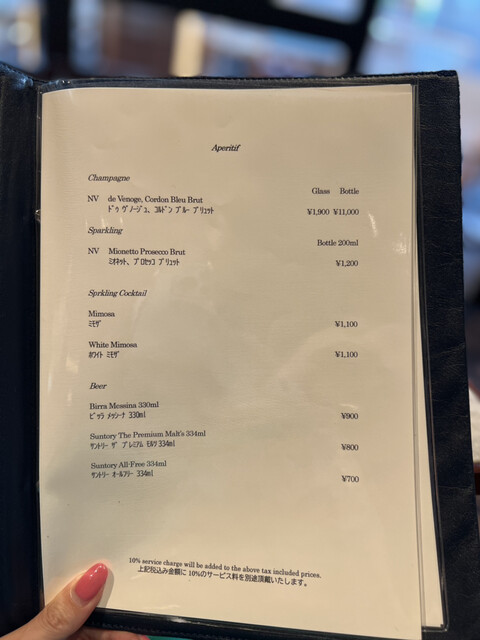 Aperitif
Champagne
Glass Bottle
NV de Venoge, Cordon Bleu Brut
ドゥ ヴノージュ、コルドン ブルー ブリュット ¥1,900 ¥11,000
Sparkling
Bottle 200ml
NV Mionetto Prosecco Brut
ミオネット、プロセッコ ブリュット ¥1,200
Sprkling Cocktail
Mimosa
ミモザ ¥1,100
White Mimosa
ホワイト ミモザ ¥1,100
Beer
Birra Messina 330ml
ビッラ メッシーナ 330ml ¥900
Suntory The Premium Malt's 334ml
サントリー ザ プレミアム モルツ 334ml ¥800
Suntory All-Free 334ml
サントリー オールフリー 334ml ¥700
10% service charge will be added to the above tax included prices.
上記税込み金額に10%のサービス料を別途頂戴いたします。